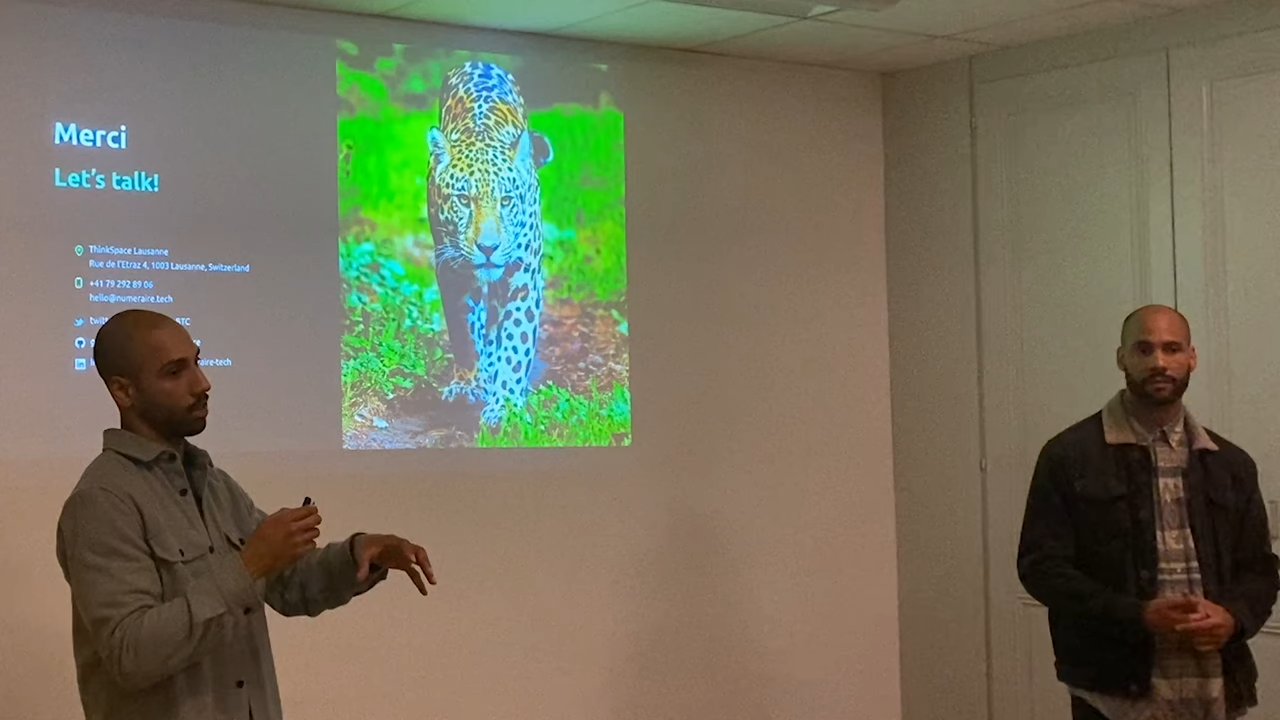 Merci
Let's talk!
ThinkSpace Lausanne
Rue de l'Etraz 4, 1003 Lausanne, Switzerland
+41 79 292 89 06
hello@numeraire.tech